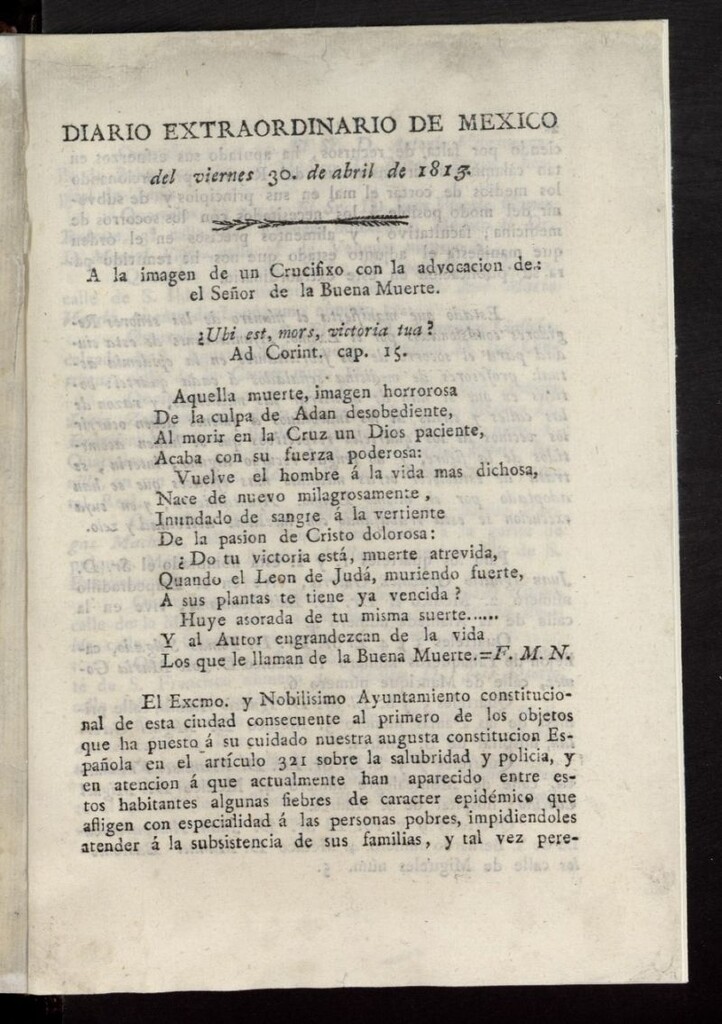 DIARIO EXTRAORDINARIO DE MEXICO
del viernes 30. de abril de 1813.
A la imagen de un Crucifixo con la advocacion de:
el Señor de la Buena Muerte.
¿Ubi est, mors, victoria tua?
Ad Corint. cap. 15.
Aquella muerte, imagen horrorosa
De la culpa de Adan desobediente,
Al morir en la Cruz un Dios paciente,
Acaba con su fuerza poderosa:
Vuelve el hombre á la vida mas dichosa,
Nace de nuevo milagrosamente,
Inundado de sangre á la vertiente
De la pasion de Cristo dolorosa:
¿Do tu victoria está, muerte atrevida,
Quando el Leon de Judá, muriendo fuerte,
A sus plantas te tiene ya vencida?
Huye asorada de tu misma suerte......
Y al Autor engrandezcan de la vida
Los que le llaman de la Buena Muerte.=F. M. N.
El Excmo. y Nobilisimo Ayuntamiento constitucio-
nal de esta ciudad consecuente al primero de los objetos
que ha puesto á su cuidado nuestra augusta constitucion Es-
pañola en el artículo 321 sobre la salubridad y policia, y
en atencion á que actualmente han aparecido entre es-
tos habitantes algunas fiebres de caracter epidémico que
afligen con especialidad á las personas pobres, impidiendoles
atender á la subsistencia de sus familias, y tal vez pere-